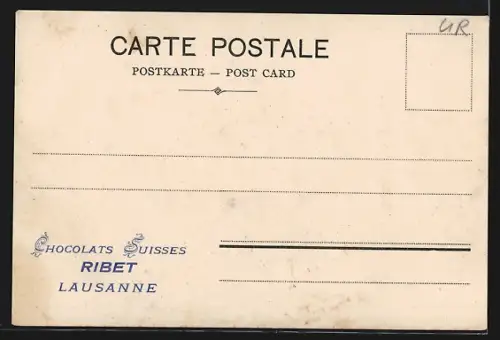 UR
CARTE POSTALE
POSTKARTE — POST CARD
CHOCOLATS SUISSES
RIBET
LAUSANNE